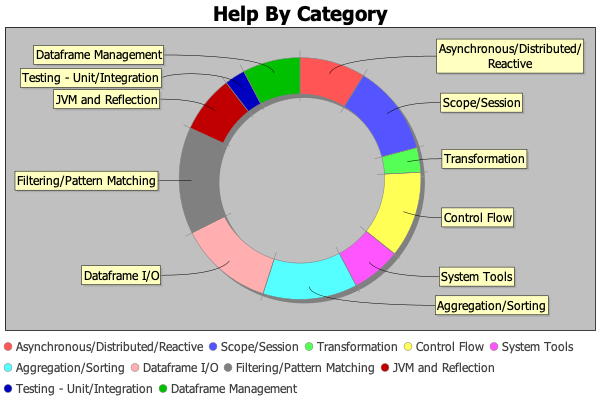 Help By Category
Dataframe Management
Asynchronous/Distributed/
Reactive
Testing - Unit/Integration
JVM and Reflection
Scope/Session
Transformation
Filtering/Pattern Matching
Control Flow
Dataframe I/O
System Tools
Aggregation/Sorting
Asynchronous/Distributed/Reactive Scope/Session Transformation Control Flow System Tools
Aggregation/Sorting Dataframe I/O Filtering/Pattern Matching JVM and Reflection
Testing - Unit/Integration Dataframe Management